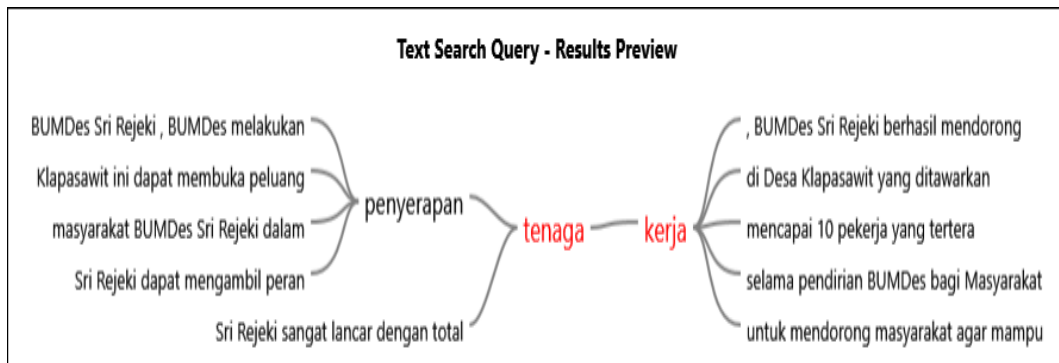 Text Search Query - Results Preview
BUMDes Sri Rejeki , BUMDes melakukan
Klapasawit ini dapat membuka peluang
masyarakat BUMDes Sri Rejeki dalam
Sri Rejeki dapat mengambil peran
penyerapan
Sri Rejeki sangat lancar dengan total
tenaga
kerja
, BUMDes Sri Rejeki berhasil mendorong
di Desa Klapasawit yang ditawarkan
mencapai 10 pekerja yang tertera
selama pendirian BUMDes bagi Masyarakat
untuk mendorong masyarakat agar mampu